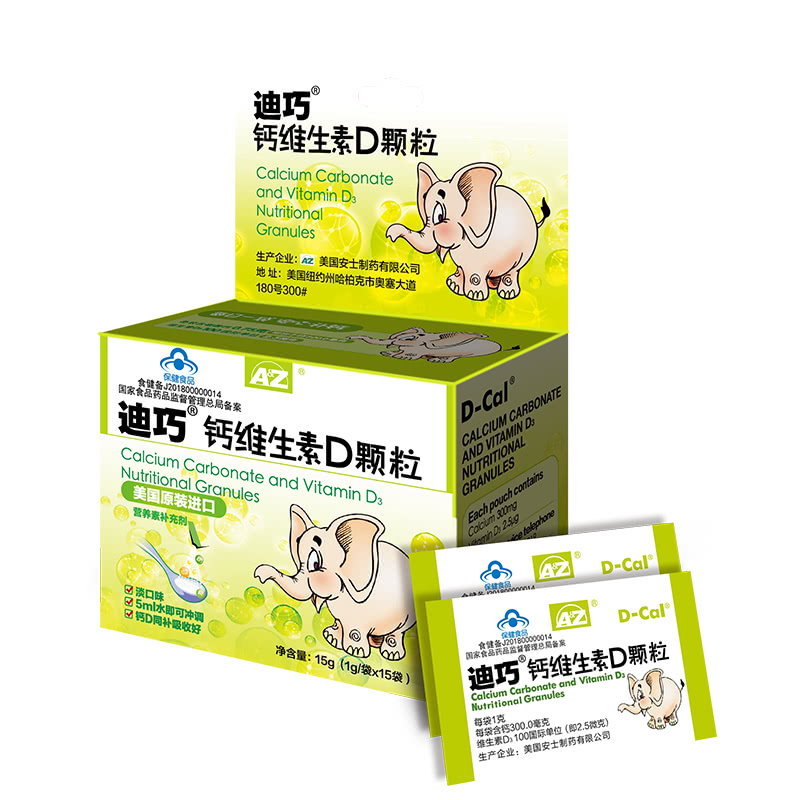 迪巧®
钙维生素D颗粒
Calcium Carbonate
and Vitamin D₃
Nutritional
Granules
生产企业：AZ 美国安士制药有限公司
地 址：美国纽约州哈柏克市奥塞大道
180号300#
保健食品
食健备J201800000014
国家食品药品监督管理总局备案
A&Z®
迪巧®钙维生素D颗粒
Calcium Carbonate and Vitamin D₃
Nutritional Granules
美国原装进口
营养素补充剂
淡口味
5ml水即可冲调
钙D同补吸收好
净含量：15g（1g/袋x15袋）
D-Cal®
CALCIUM CARBONATE
AND VITAMIN D₃
NUTRITIONAL
GRANULES
Each pouch contains
Calcium 300mg
Vitamin D₃ 2.5μg
telephone
保健食品
A&Z®
D-Cal®
保健食品
食健备J201800000014
国家食品药品监督管理总局备案
A&Z®
D-Cal®
迪巧®钙维生素D颗粒
Calcium Carbonate and Vitamin D₃
Nutritional Granules
每袋1克
每袋含钙300.0毫克
维生素D₃100国际单位（即2.5微克）
生产企业：美国安士制药有限公司